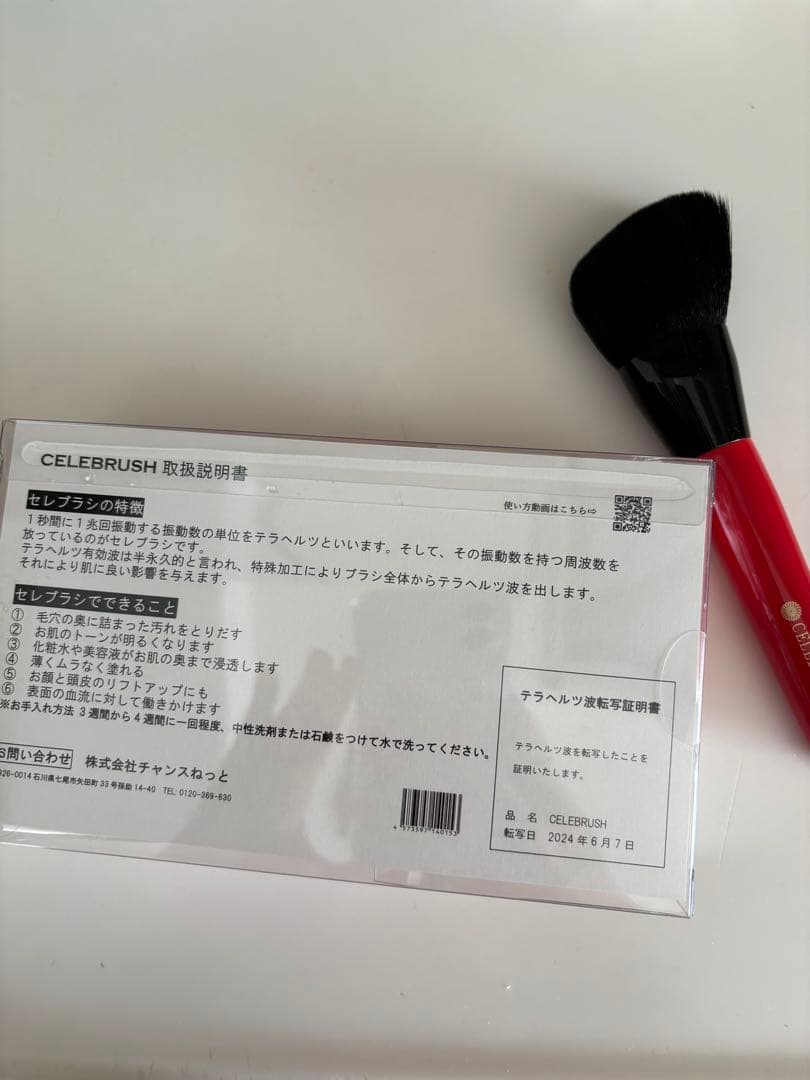 CELEBRUSH 取扱説明書
使い方動画はこちら⇨
セレブラシの特徴
1秒間に1兆回振動する振動数の単位をテラヘルツといいます。そして、その振動数を持つ周波数を
放っているのがセレブラシです。
テラヘルツ有効波は半永久的と言われ、特殊加工によりブラシ全体からテラヘルツ波を出します。
それにより肌に良い影響を与えます。
セレブラシでできること
① 毛穴の奥に詰まった汚れをとりだす
② お肌のトーンが明るくなります
③ 化粧水や美容液がお肌の奥まで浸透します
④ 薄くムラなく塗れる
⑤ お顔と頭皮のリフトアップにも
⑥ 表面の血流に対して働きかけます
※お手入れ方法 3週間から4週間に一回程度、中性洗剤または石鹸をつけて水で洗ってください。
お問い合わせ 株式会社チャンスねっと
926-0014 石川県七尾市矢田町33号孫助14-40 TEL:0120-369-630
4 573591 140153
テラヘルツ波転写証明書
テラヘルツ波を転写したことを
証明いたします。
品 名 CELEBRUSH
転写日 2024年6月7日
CELE